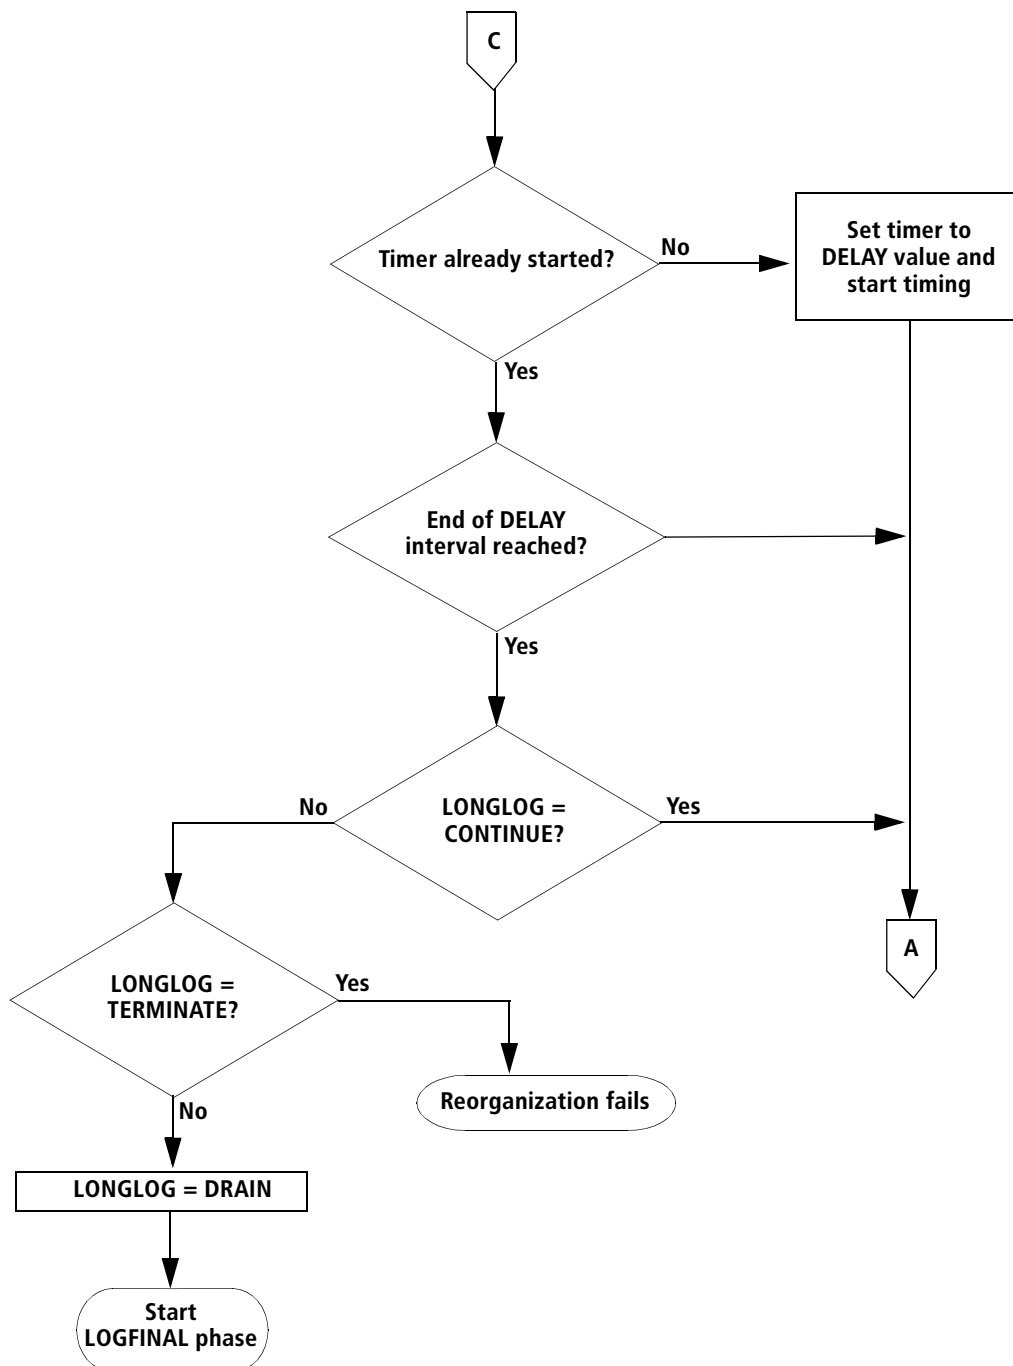 C
Timer already started?
No
Set timer to
DELAY value and
start timing
Yes
End of DELAY
interval reached?
Yes
No
LONGLOG =
CONTINUE?
Yes
A
LONGLOG =
TERMINATE?
Yes
Reorganization fails
No
LONGLOG = DRAIN
Start
LOGFINAL phase